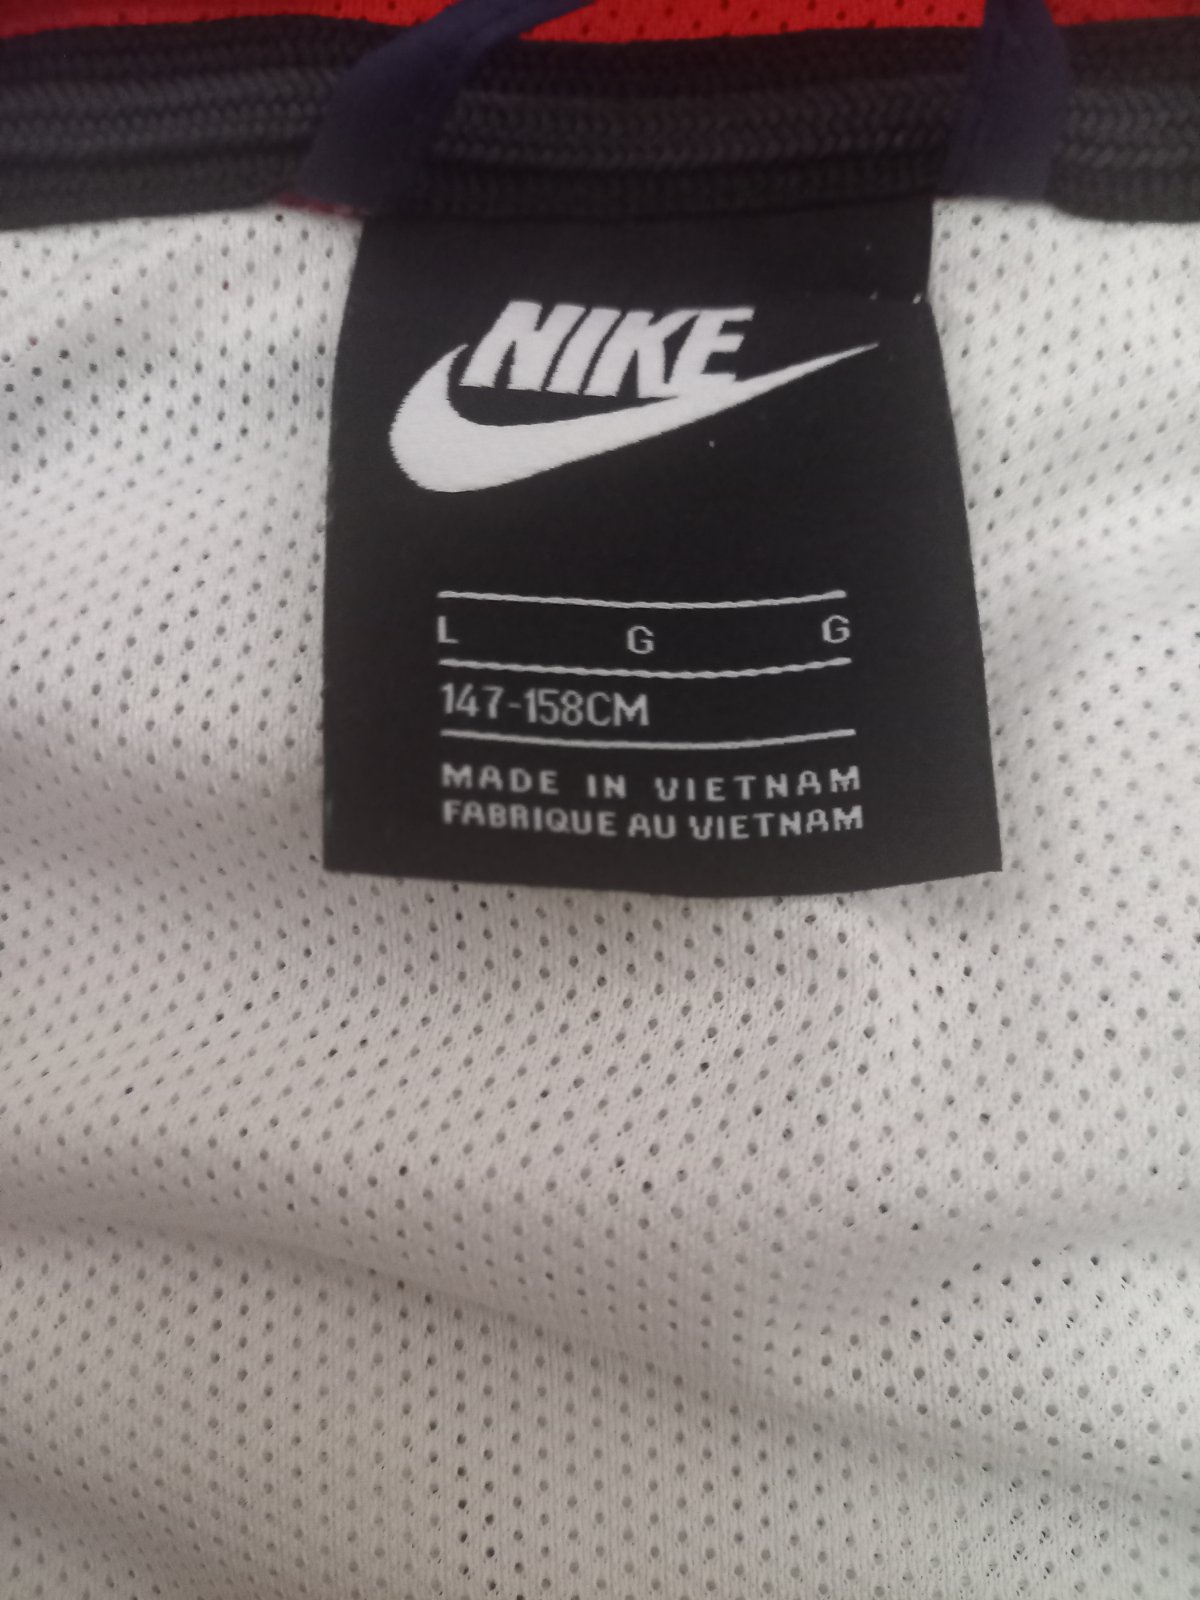 NIKE
L G G
147-158CM
MADE IN VIETNAM
FABRIQUE AU VIETNAM